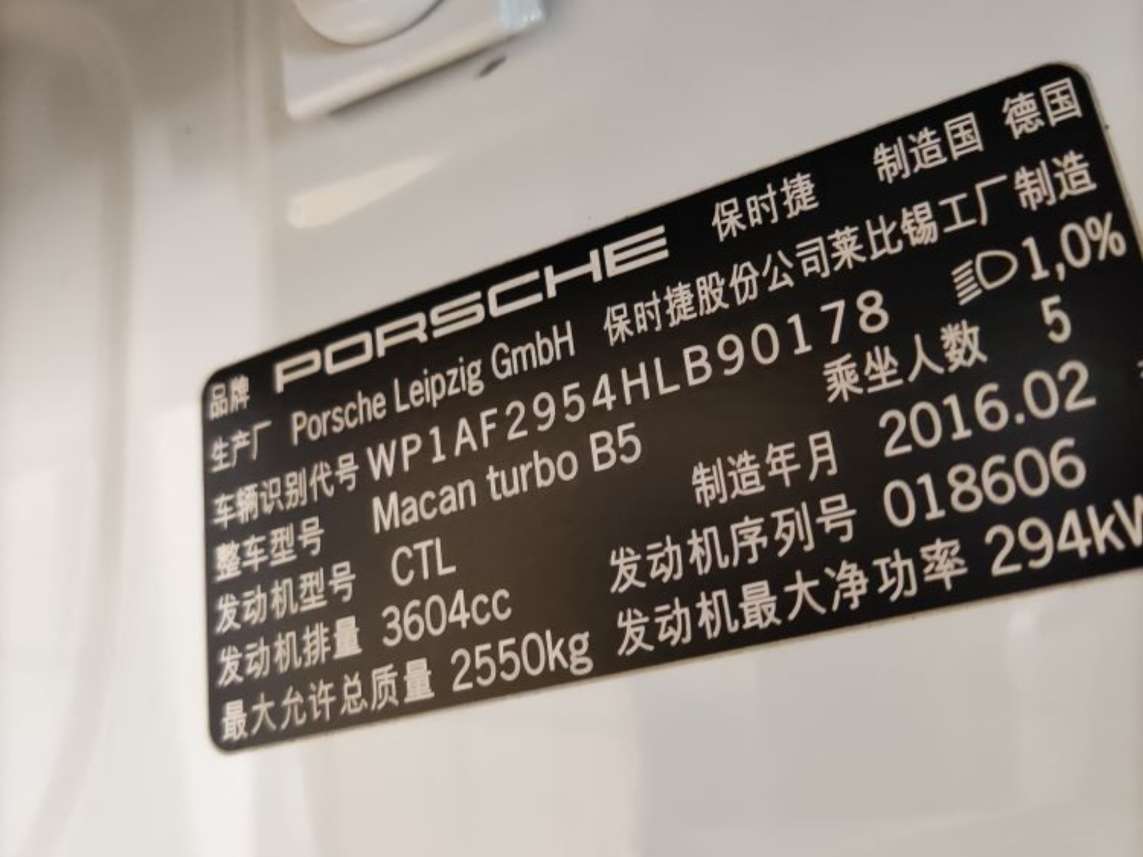 品牌 PORSCHE 保时捷 制造国 德国
生产厂 Porsche Leipzig GmbH 保时捷股份公司莱比锡工厂制造
车辆识别代号 WP1AF2954HLB90178 1,0%
整车型号 Macan turbo B5 乘坐人数 5
发动机型号 CTL 制造年月 2016.02
发动机排量 3604cc 发动机序列号 018606
最大允许总质量 2550kg 发动机最大净功率 294kW